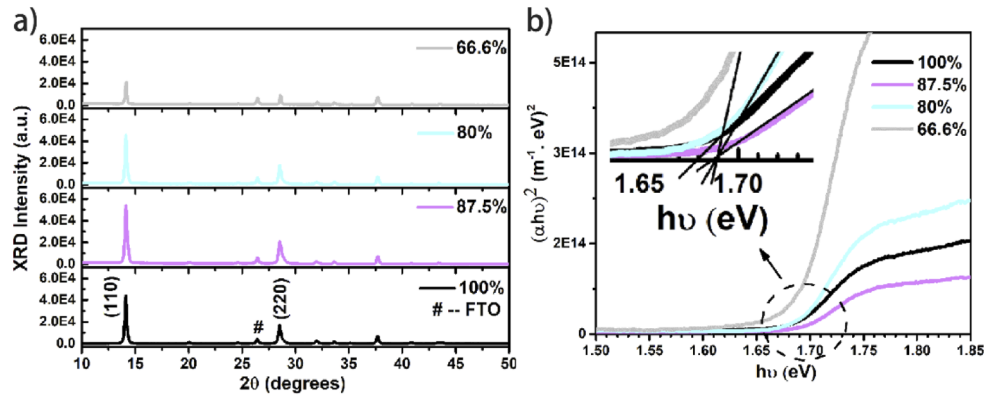 a)
XRD Intensity (a.u.)
6.0E4
4.0E4
2.0E4
0.0
66.6%
6.0E4
4.0E4
2.0E4
0.0
80%
6.0E4
4.0E4
2.0E4
0.0
87.5%
6.0E4
4.0E4
2.0E4
0.0
(110)
#
(220)
100%
# -- FTO
10 15 20 25 30 35 40 45 50
2θ (degrees)
b)
(αhυ)² (m⁻¹. eV)²
5E14
3E14
2E14
0
100%
87.5%
80%
66.6%
1.65 1.70
hυ (eV)
1.50 1.55 1.60 1.65 1.70 1.75 1.80 1.85
hυ (eV)